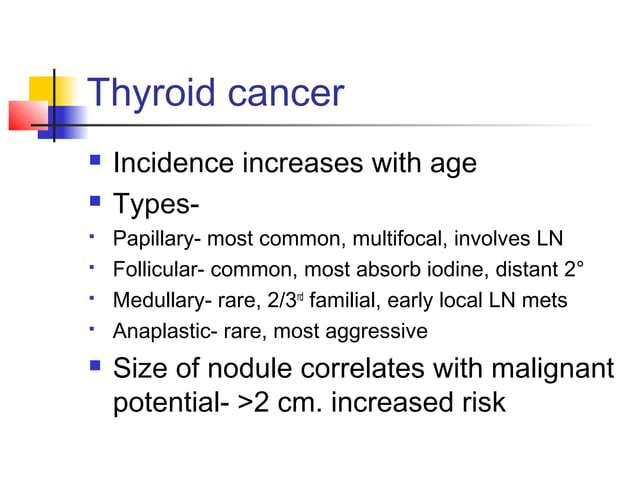 Thyroid cancer
Incidence increases with age
Types-
Papillary- most common, multifocal, involves LN
Follicular- common, most absorb iodine, distant 2°
Medullary- rare, 2/3rd familial, early local LN mets
Anaplastic- rare, most aggressive
Size of nodule correlates with malignant
potential- >2 cm. increased risk